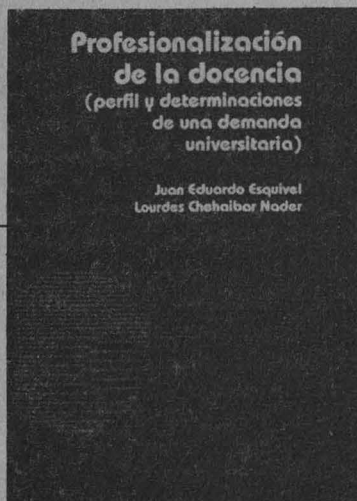 Profesionalización
de la docencia
(perfil y determinaciones
de una demanda
universitaria)
Juan Eduardo Esquivel
Lourdes Chehaibar Nader